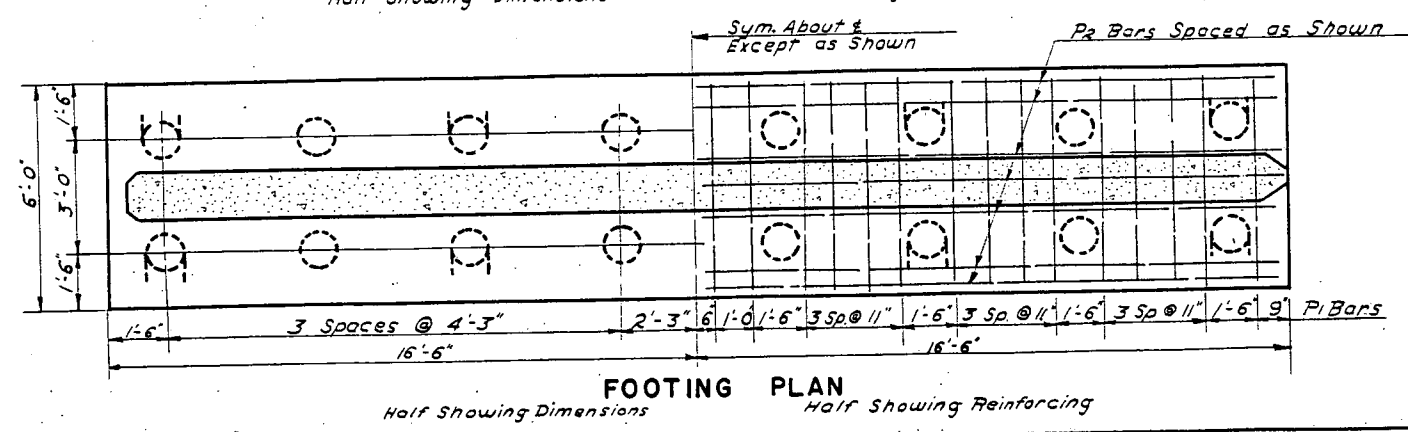 Half Showing Dimensions
Sym. About ℄
Except as Shown
P2 Bars Spaced as Shown
1'-6"
6'-0"
3'-0"
1'-6"
1'-6" 3 Spaces @ 4'-3" 2'-3" 6" 1'-0 1'-6" 3 Sp. @ 11" 1'-6" 3 Sp. @ 11" 1'-6" 3 Sp @ 11" 1'-6" 9" P1 Bars
16'-6" 16'-6"
FOOTING PLAN
Half Showing Dimensions Half Showing Reinforcing